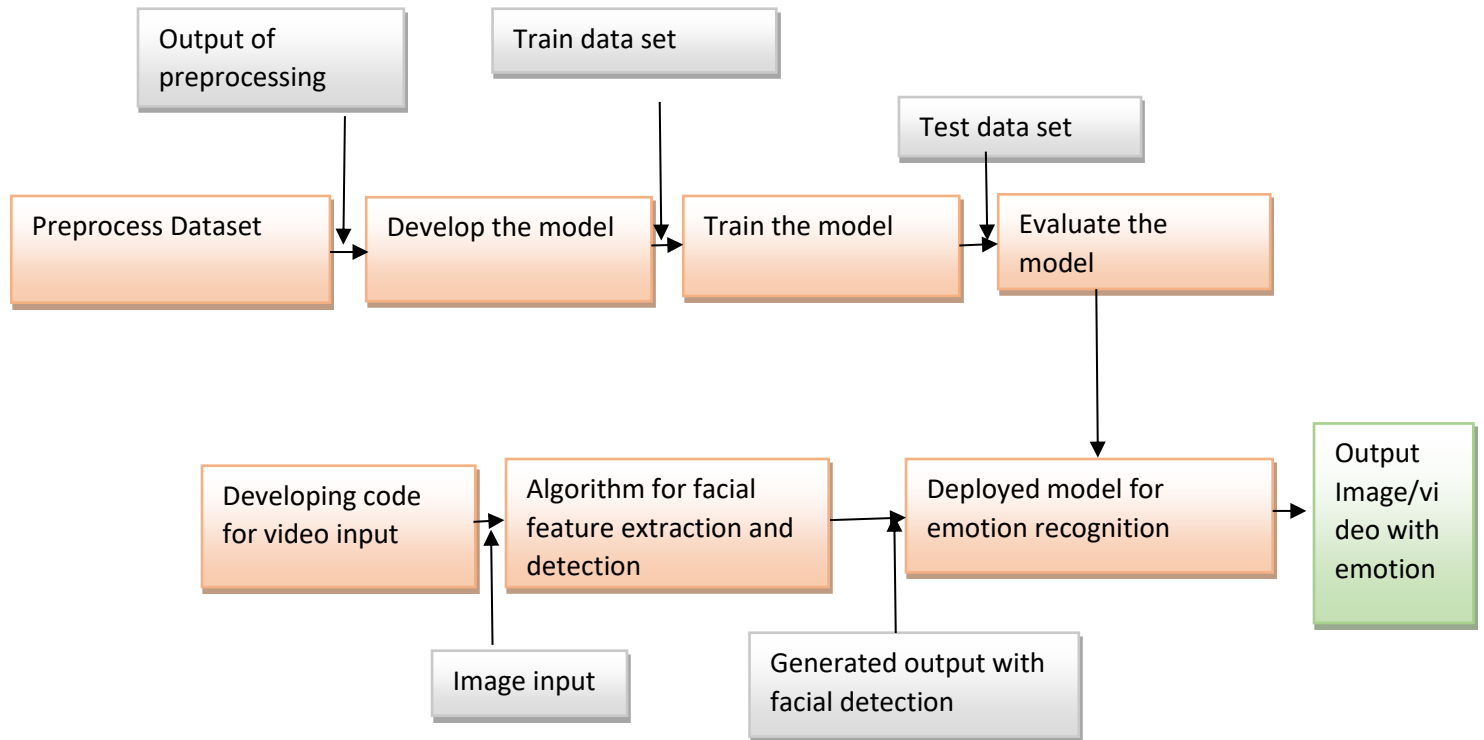 Output of
preprocessing
Train data set
Test data set
Preprocess Dataset
Develop the model
Train the model
Evaluate the
model
Developing code
for video input
Algorithm for facial
feature extraction and
detection
Deployed model for
emotion recognition
Output
Image/vi
deo with
emotion
Image input
Generated output with
facial detection